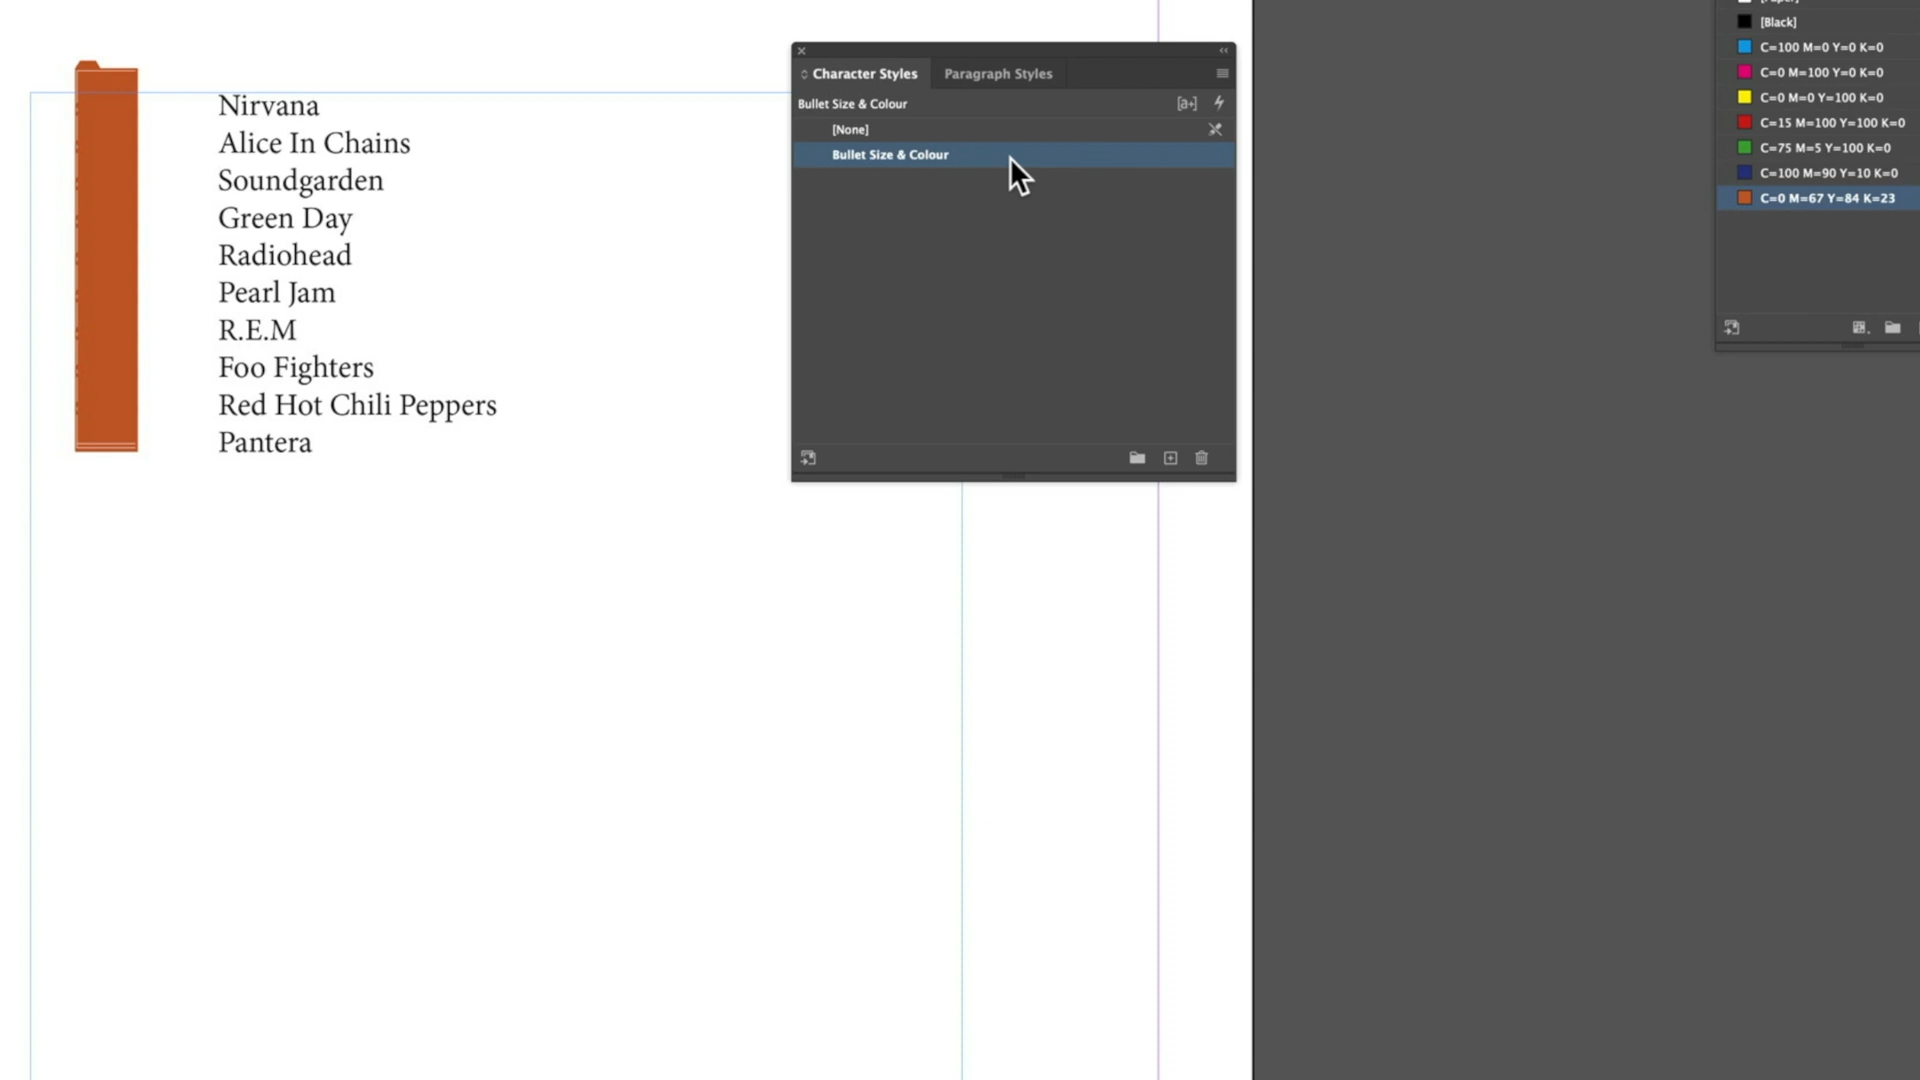 Nirvana
Alice In Chains
Soundgarden
Green Day
Radiohead
Pearl Jam
R.E.M
Foo Fighters
Red Hot Chili Peppers
Pantera
Character Styles
Paragraph Styles
Bullet Size & Colour
[a+]
[None]
Bullet Size & Colour
[Paper]
[Black]
C=100 M=0 Y=0 K=0
C=0 M=100 Y=0 K=0
C=0 M=0 Y=100 K=0
C=15 M=100 Y=100 K=0
C=75 M=5 Y=100 K=0
C=100 M=90 Y=10 K=0
C=0 M=67 Y=84 K=23